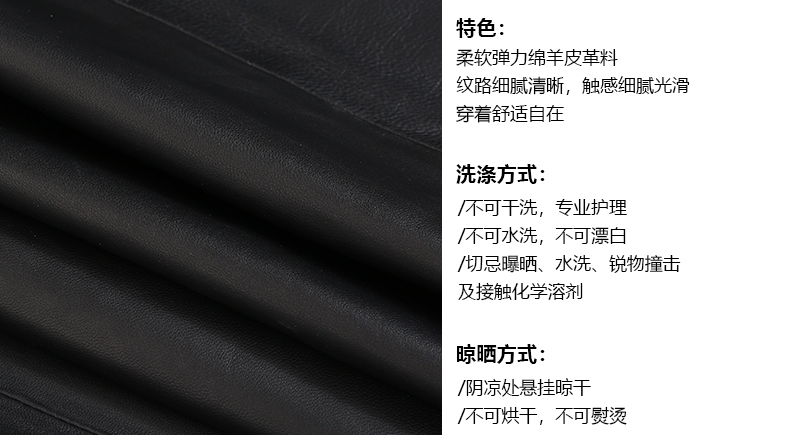 特色：
柔软弹力绵羊皮革料
纹路细腻清晰，触感细腻光滑
穿着舒适自在
洗涤方式：
/不可干洗，专业护理
/不可水洗，不可漂白
/切忌曝晒、水洗、锐物撞击
及接触化学溶剂
晾晒方式：
/阴凉处悬挂晾干
/不可烘干，不可熨烫